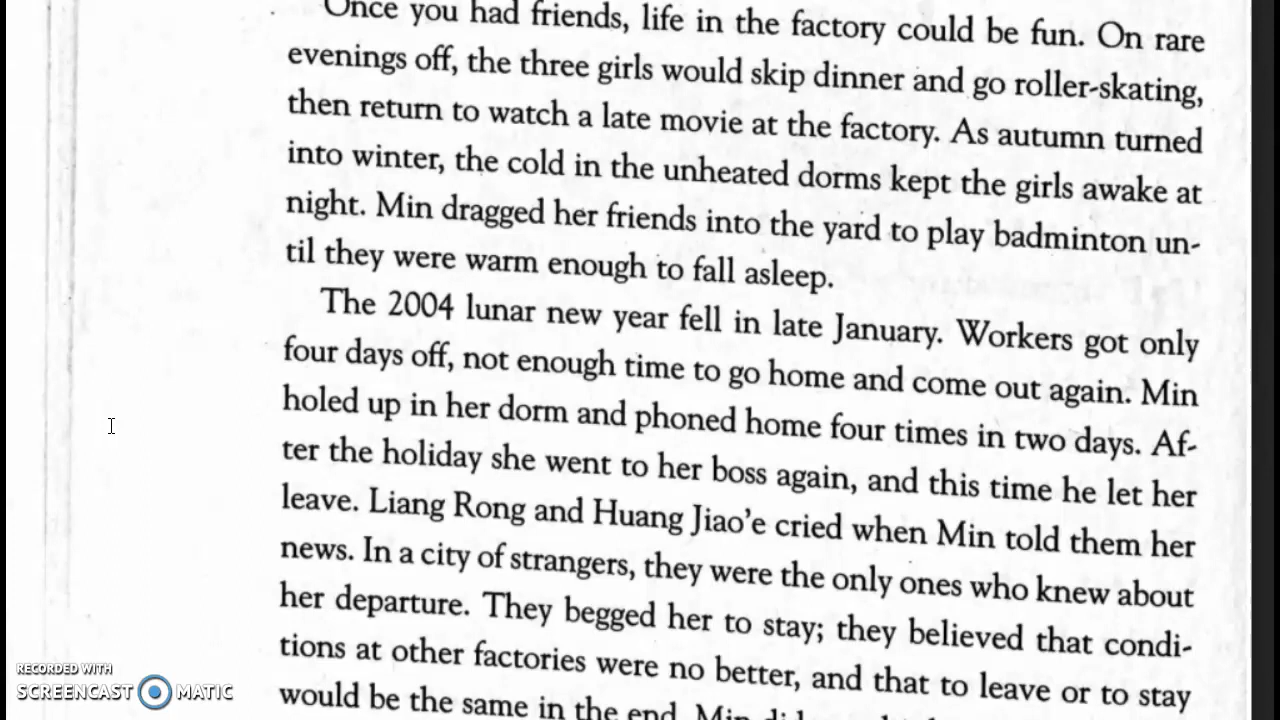 Once you had friends, life in the factory could be fun. On rare
evenings off, the three girls would skip dinner and go roller-skating,
then return to watch a late movie at the factory. As autumn turned
into winter, the cold in the unheated dorms kept the girls awake at
night. Min dragged her friends into the yard to play badminton un-
til they were warm enough to fall asleep.
The 2004 lunar new year fell in late January. Workers got only
four days off, not enough time to go home and come out again. Min
holed up in her dorm and phoned home four times in two days. Af-
ter the holiday she went to her boss again, and this time he let her
leave. Liang Rong and Huang Jiao’e cried when Min told them her
news. In a city of strangers, they were the only ones who knew about
her departure. They begged her to stay; they believed that condi-
tions at other factories were no better, and that to leave or to stay
would be the same in the end. Min
RECORDED WITH
SCREENCAST MATIC